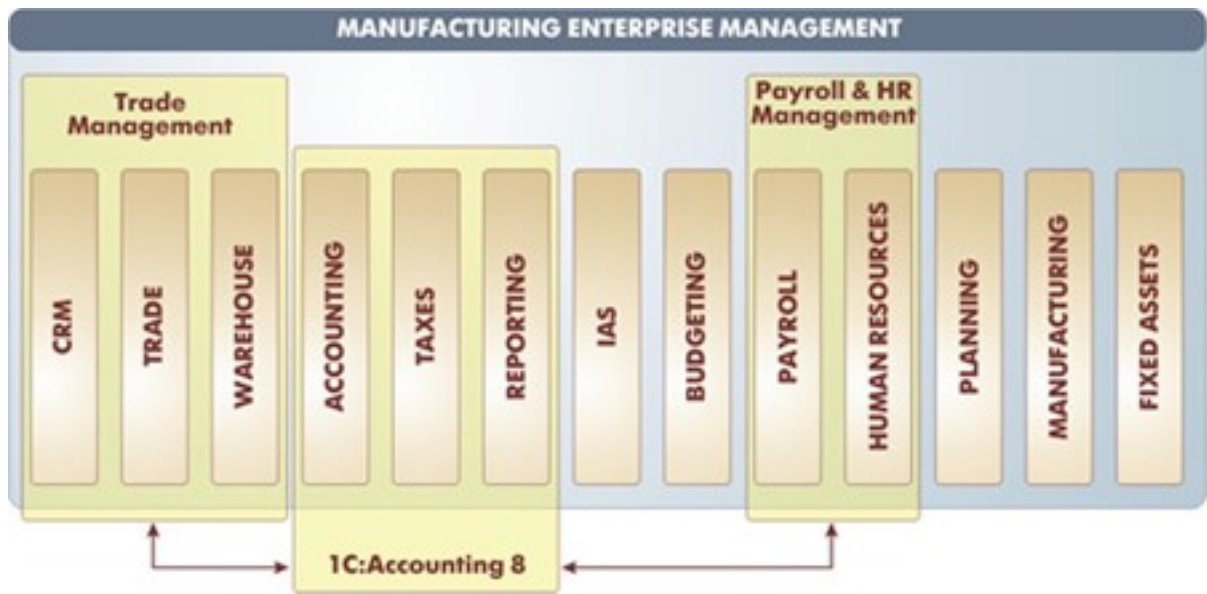 MANUFACTURING ENTERPRISE MANAGEMENT
Trade
Management
Payroll & HR
Management
CRM
TRADE
WAREHOUSE
ACCOUNTING
TAXES
REPORTING
IAS
BUDGETING
PAYROLL
HUMAN RESOURCES
PLANNING
MANUFACTURING
FIXED ASSETS
1C:Accounting 8